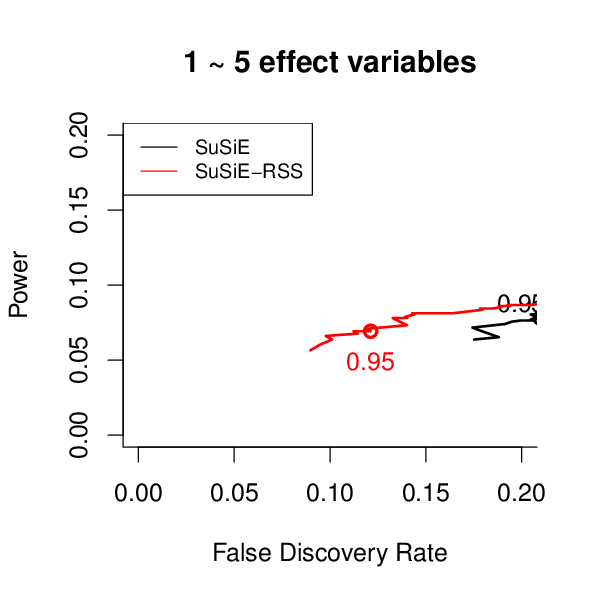 1 ~ 5 effect variables
SuSiE
SuSiE−RSS
Power
0.20
0.15
0.10
0.05
0.00
0.95
0.95
0.00 0.05 0.10 0.15 0.20
False Discovery Rate